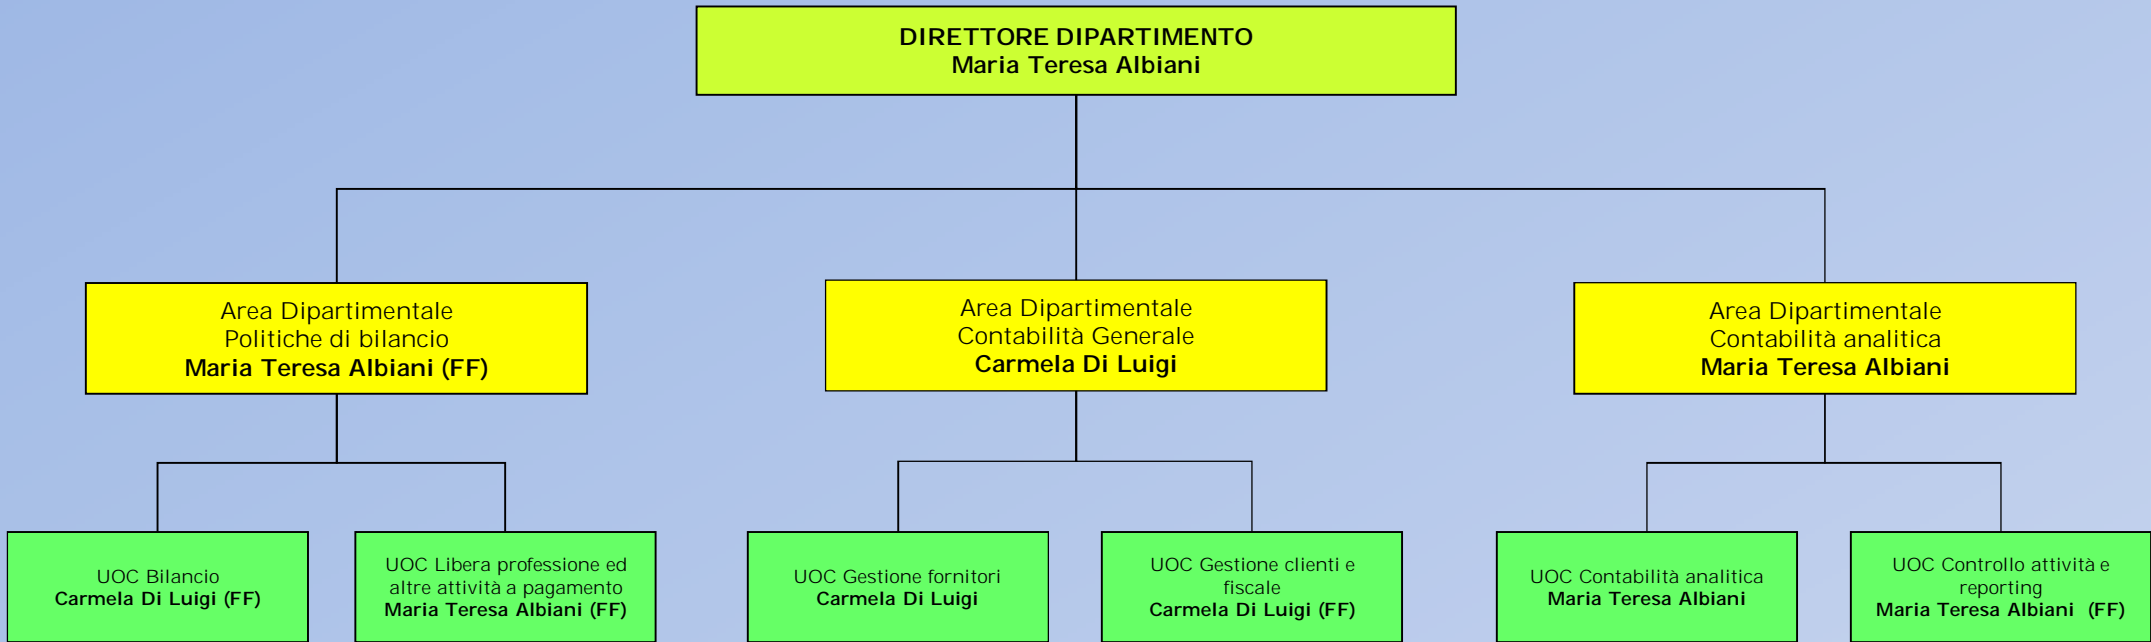 DIRETTORE DIPARTIMENTO
Maria Teresa Albiani
Area Dipartimentale
Politiche di bilancio
Maria Teresa Albiani (FF)
Area Dipartimentale
Contabilità Generale
Carmela Di Luigi
Area Dipartimentale
Contabilità analitica
Maria Teresa Albiani
UOC Bilancio
Carmela Di Luigi (FF)
UOC Libera professione ed
altre attività a pagamento
Maria Teresa Albiani (FF)
UOC Gestione fornitori
Carmela Di Luigi
UOC Gestione clienti e
fiscale
Carmela Di Luigi (FF)
UOC Contabilità analitica
Maria Teresa Albiani
UOC Controllo attività e
reporting
Maria Teresa Albiani  (FF)